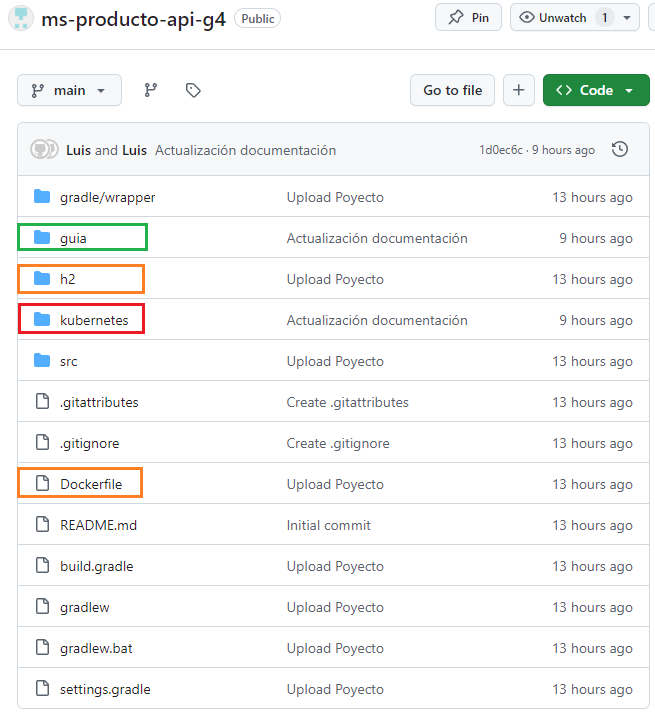 ms-producto-api-g4 Public Pin Unwatch 1
main Go to file Code
Luis and Luis Actualización documentación 1d0ec6c · 9 hours ago
gradle/wrapper Upload Poyecto 13 hours ago
guia Actualización documentación 9 hours ago
h2 Upload Poyecto 13 hours ago
kubernetes Actualización documentación 9 hours ago
src Upload Poyecto 13 hours ago
.gitattributes Create .gitattributes 13 hours ago
.gitignore Create .gitignore 13 hours ago
Dockerfile Upload Poyecto 13 hours ago
README.md Initial commit 13 hours ago
build.gradle Upload Poyecto 13 hours ago
gradlew Upload Poyecto 13 hours ago
gradlew.bat Upload Poyecto 13 hours ago
settings.gradle Upload Poyecto 13 hours ago